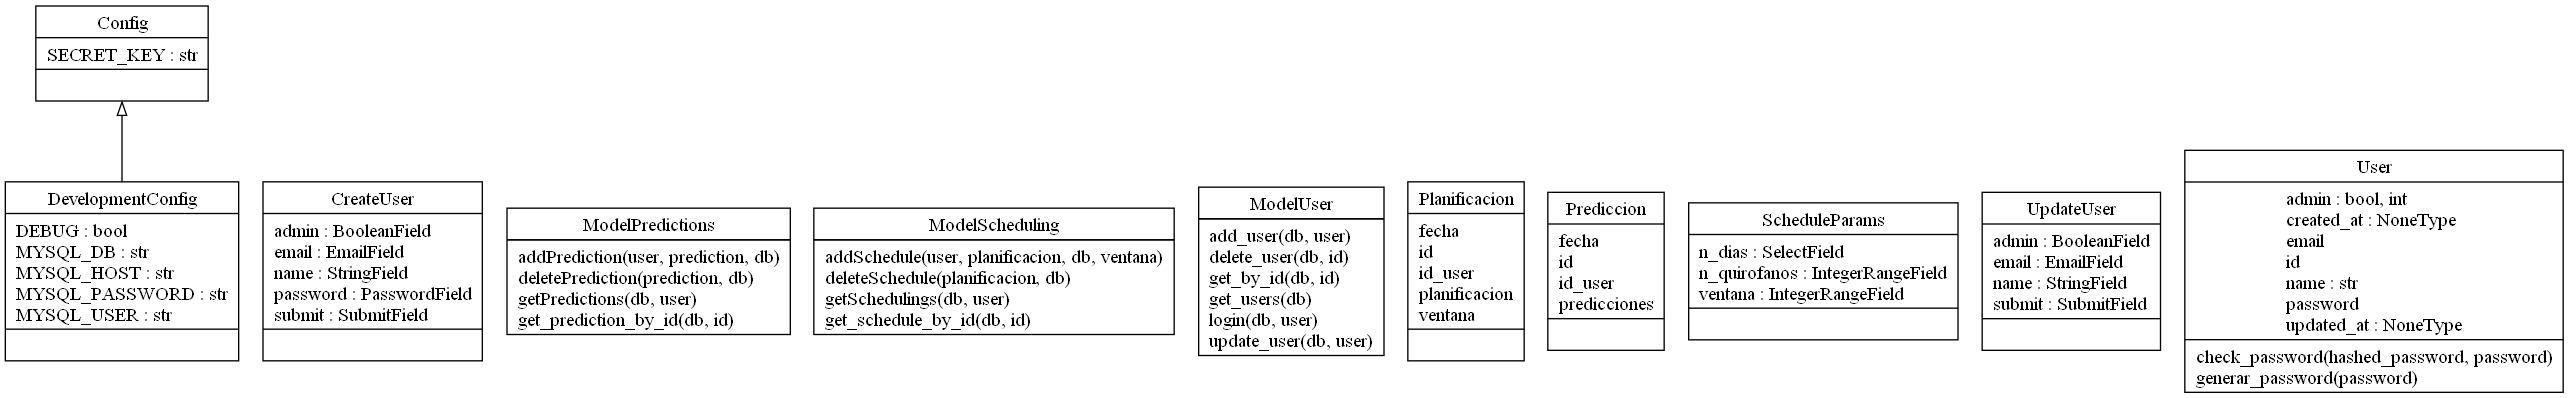 Config
SECRET_KEY : str
DevelopmentConfig
DEBUG : bool
MYSQL_DB : str
MYSQL_HOST : str
MYSQL_PASSWORD : str
MYSQL_USER : str
CreateUser
admin : BooleanField
email : EmailField
name : StringField
password : PasswordField
submit : SubmitField
ModelPredictions
addPrediction(user, prediction, db)
deletePrediction(prediction, db)
getPredictions(db, user)
get_prediction_by_id(db, id)
ModelScheduling
addSchedule(user, planificacion, db, ventana)
deleteSchedule(planificacion, db)
getSchedulings(db, user)
get_schedule_by_id(db, id)
ModelUser
add_user(db, user)
delete_user(db, id)
get_by_id(db, id)
get_users(db)
login(db, user)
update_user(db, user)
Planificacion
fecha
id
id_user
planificacion
ventana
Prediccion
fecha
id
id_user
predicciones
ScheduleParams
n_dias : SelectField
n_quirofanos : IntegerRangeField
ventana : IntegerRangeField
UpdateUser
admin : BooleanField
email : EmailField
name : StringField
submit : SubmitField
User
admin : bool, int
created_at : NoneType
email
id
name : str
password
updated_at : NoneType
check_password(hashed_password, password)
generar_password(password)